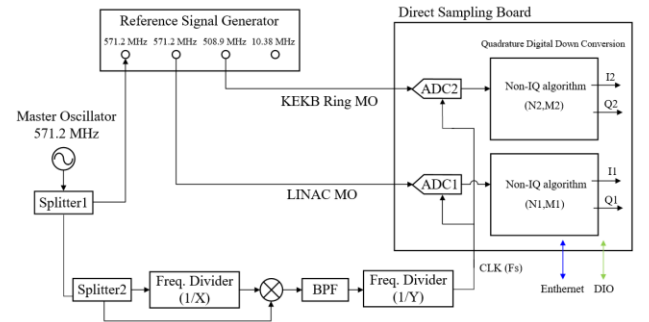 Direct Sampling Board
Reference Signal Generator
571.2 MHz 571.2 MHz 508.9 MHz 10.38 MHz
Quadrature Digital Down Conversion
ADC2
Non-IQ algorithm
(N2,M2)
I2
Q2
KEKB Ring MO
Master Oscillator
571.2 MHz
Splitter1
ADC1
Non-IQ algorithm
(N1,M1)
I1
Q1
LINAC MO
CLK (Fs)
Enthernet DIO
Splitter2
Freq. Divider
(1/X)
BPF
Freq. Divider
(1/Y)